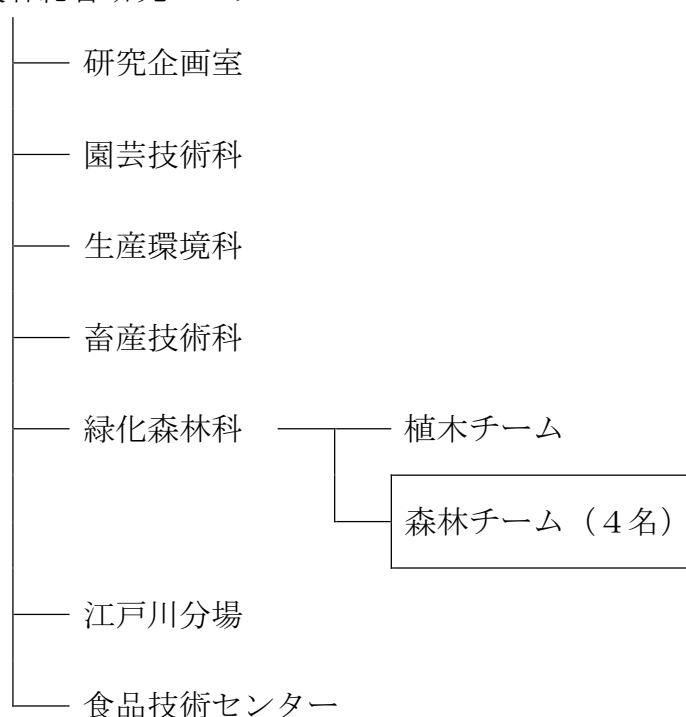 研究企画室
園芸技術科
生産環境科
畜産技術科
緑化森林科 植木チーム
森林チーム（４名）
江戸川分場
食品技術センター